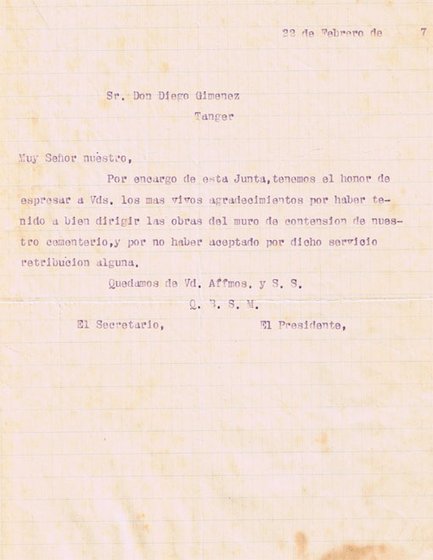 22 de Febrero de 7
Sr. Don Diego Gimenez
Tanger
Muy Señor nuestro,
Por encargo de esta Junta,tenemos el honor de
espresar a Vds. los mas vivos agradecimientos por haber te-
nido a bien dirigir las obras del muro de contension de nues-
tro cementerio,y por no haber aceptado por dicho servicio
retribucion alguna.
Quedamos de Vd. Affmos. y S. S.
Q. B. S. M.
El Secretario, El Presidente,